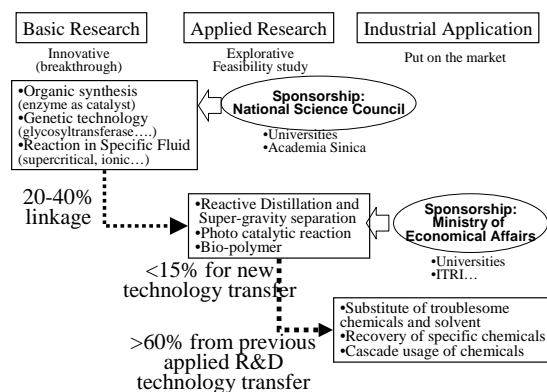 Basic Research
Applied Research
Industrial Application
Innovative
(breakthrough)
Explorative
Feasibility study
Put on the market
•Organic synthesis
(enzyme as catalyst)
•Genetic technology
(glycosyltransferase….)
•Reaction in Specific Fluid
(supercritical, ionic…)
Sponsorship:
National Science Council
•Universities
•Academia Sinica
20-40%
linkage
•Reactive Distillation and
Super-gravity separation
•Photo catalytic reaction
•Bio-polymer
Sponsorship:
Ministry of
Economical Affairs
•Universities
•ITRI…
<15% for new
technology transfer
•Substitute of troublesome
chemicals and solvent
•Recovery of specific chemicals
•Cascade usage of chemicals
>60% from previous
applied R&D
technology transfer